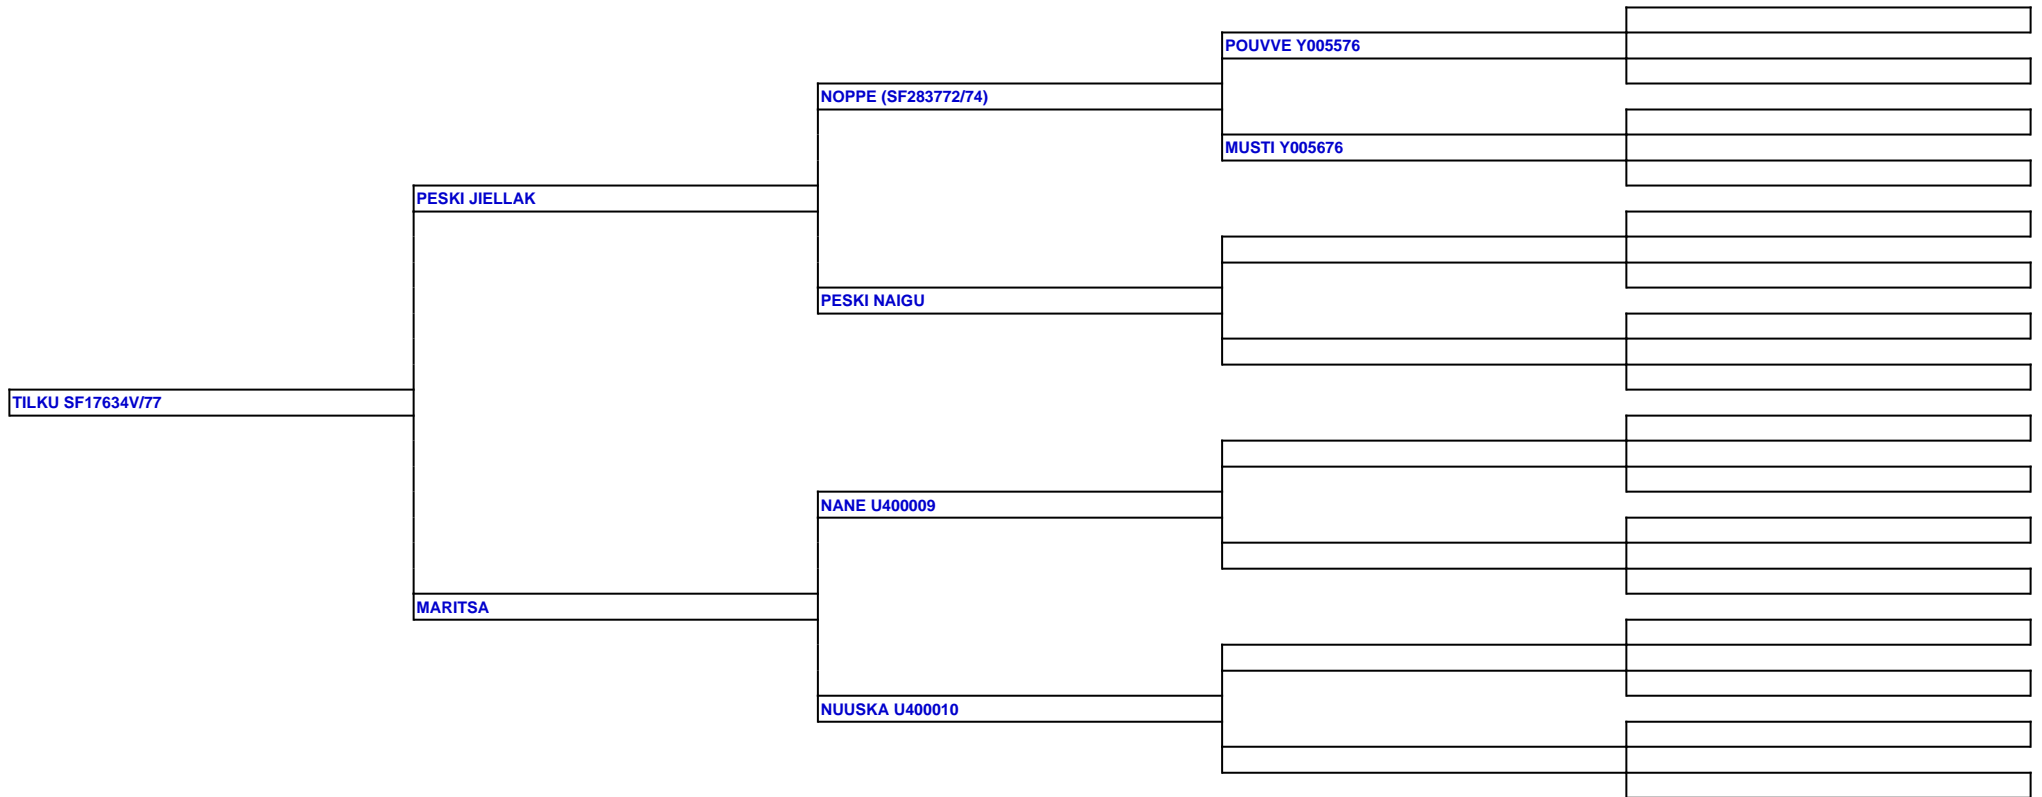 POUVVE Y005576
NOPPE (SF283772/74)
MUSTI Y005676
PESKI JIELLAK
PESKI NAIGU
TILKU SF17634V/77
NANE U400009
MARITSA
NUUSKA U400010